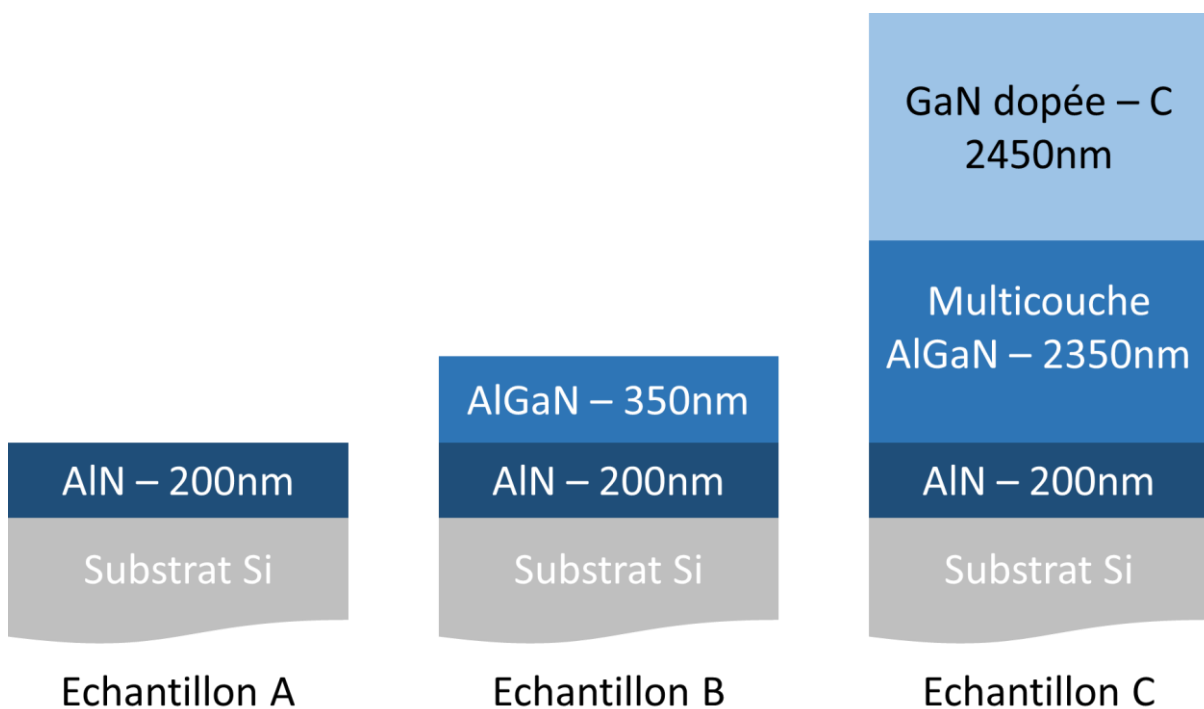 AlN – 200nm
Substrat Si
Echantillon A
AlGaN – 350nm
AlN – 200nm
Substrat Si
Echantillon B
GaN dopée – C
2450nm
Multicouche
AlGaN – 2350nm
AlN – 200nm
Substrat Si
Echantillon C